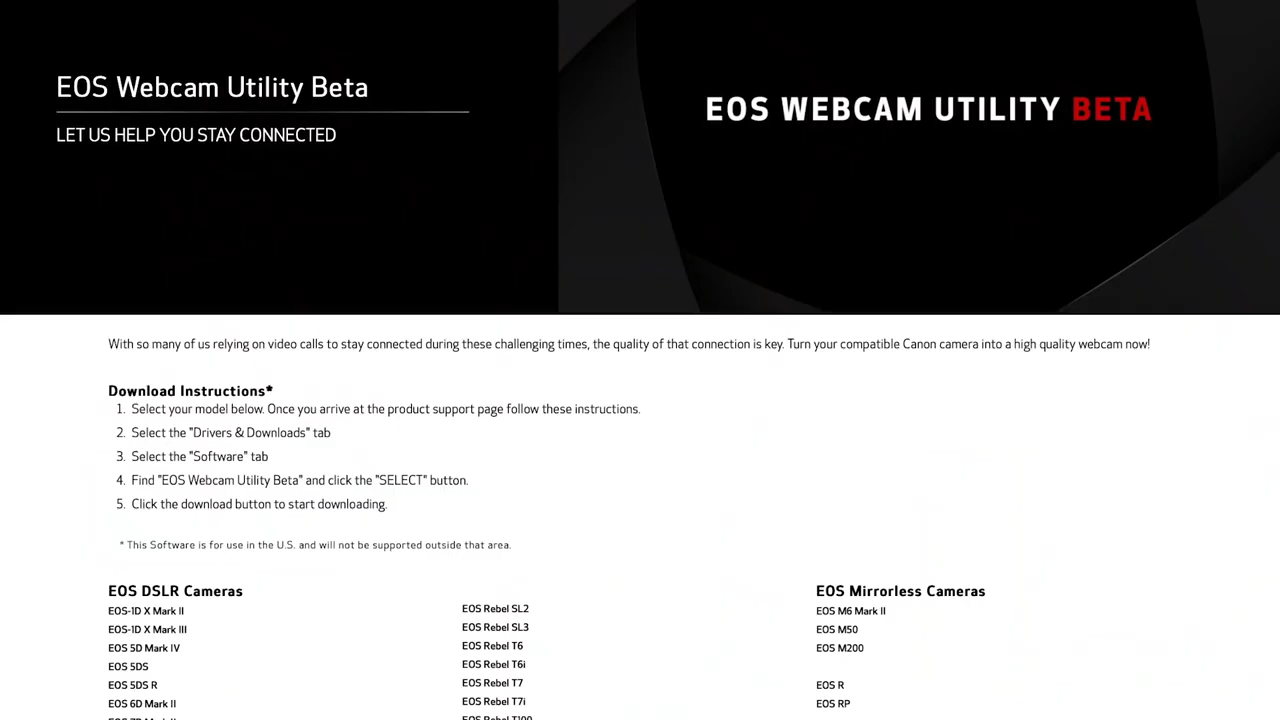 EOS Webcam Utility Beta
LET US HELP YOU STAY CONNECTED
EOS WEBCAM UTILITY BETA
With so many of us relying on video calls to stay connected during these challenging times, the quality of that connection is key. Turn your compatible Canon camera into a high quality webcam now!
Download Instructions*
1. Select your model below. Once you arrive at the product support page follow these instructions.
2. Select the "Drivers & Downloads" tab
3. Select the "Software" tab
4. Find "EOS Webcam Utility Beta" and click the "SELECT" button.
5. Click the download button to start downloading.
* This Software is for use in the U.S. and will not be supported outside that area.
EOS DSLR Cameras
EOS-1D X Mark II
EOS-1D X Mark III
EOS 5D Mark IV
EOS 5DS
EOS 5DS R
EOS 6D Mark II
EOS Rebel SL2
EOS Rebel SL3
EOS Rebel T6
EOS Rebel T6i
EOS Rebel T7
EOS Rebel T7i
EOS Rebel T100
EOS Mirrorless Cameras
EOS M6 Mark II
EOS M50
EOS M200
EOS R
EOS RP